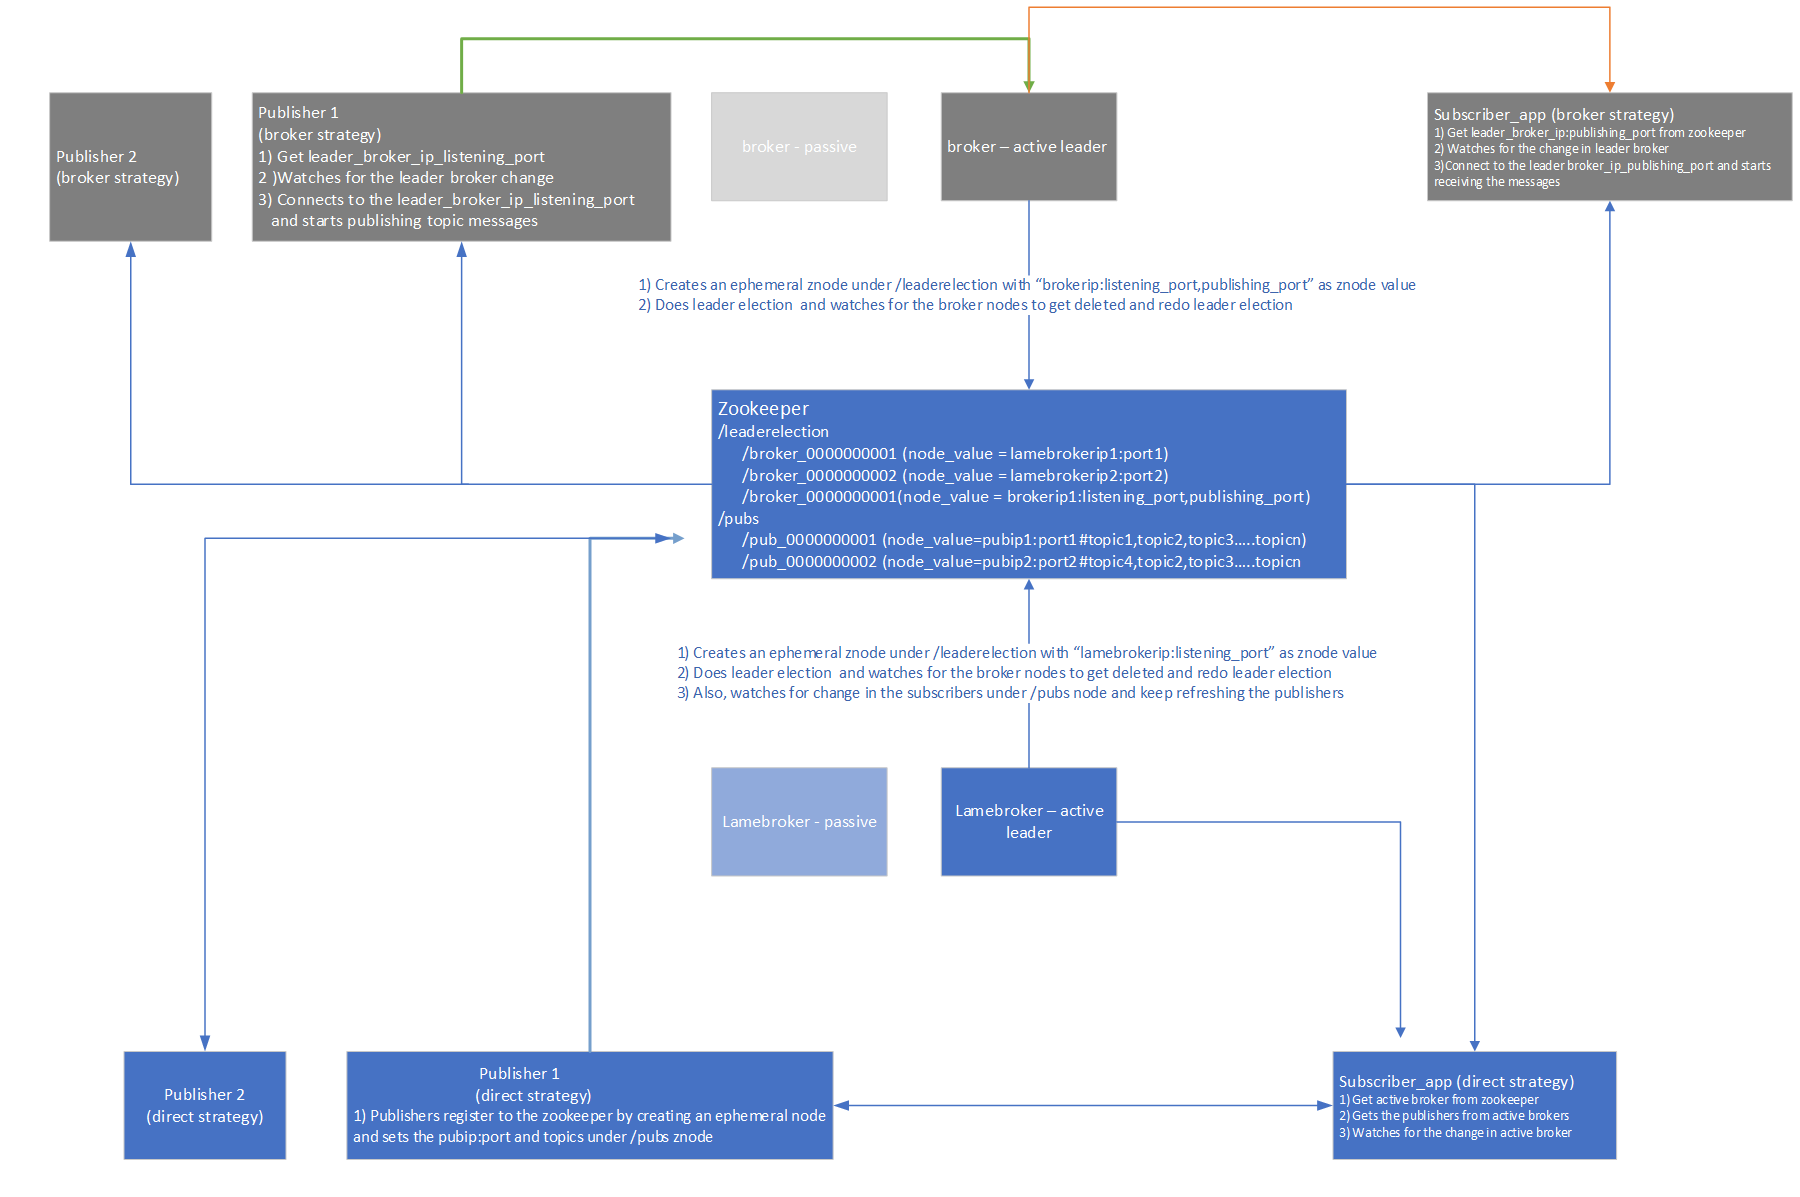 Publisher 2
(broker strategy)
Publisher 1
(broker strategy)
1) Get leader_broker_ip_listening_port
2 )Watches for the leader broker change
3) Connects to the leader_broker_ip_listening_port
and starts publishing topic messages
broker - passive
broker – active leader
Subscriber_app (broker strategy)
1) Get leader_broker_ip:publishing_port from zookeeper
2) Watches for the change in leader broker
3)Connect to the leader broker_ip_publishing_port and starts
receiving the messages
1) Creates an ephemeral znode under /leaderelection with “brokerip:listening_port,publishing_port” as znode value
2) Does leader election  and watches for the broker nodes to get deleted and redo leader election
Zookeeper
/leaderelection
/broker_0000000001 (node_value = lamebrokerip1:port1)
/broker_0000000002 (node_value = lamebrokerip2:port2)
/broker_0000000001(node_value = brokerip1:listening_port,publishing_port)
/pubs
/pub_0000000001 (node_value=pubip1:port1#topic1,topic2,topic3…..topicn)
/pub_0000000002 (node_value=pubip2:port2#topic4,topic2,topic3…..topicn
1) Creates an ephemeral znode under /leaderelection with “lamebrokerip:listening_port” as znode value
2) Does leader election  and watches for the broker nodes to get deleted and redo leader election
3) Also, watches for change in the subscribers under /pubs node and keep refreshing the publishers
Lamebroker - passive
Lamebroker – active
leader
Publisher 2
(direct strategy)
Publisher 1
(direct strategy)
1) Publishers register to the zookeeper by creating an ephemeral node
and sets the pubip:port and topics under /pubs znode
Subscriber_app (direct strategy)
1) Get active broker from zookeeper
2) Gets the publishers from active brokers
3) Watches for the change in active broker